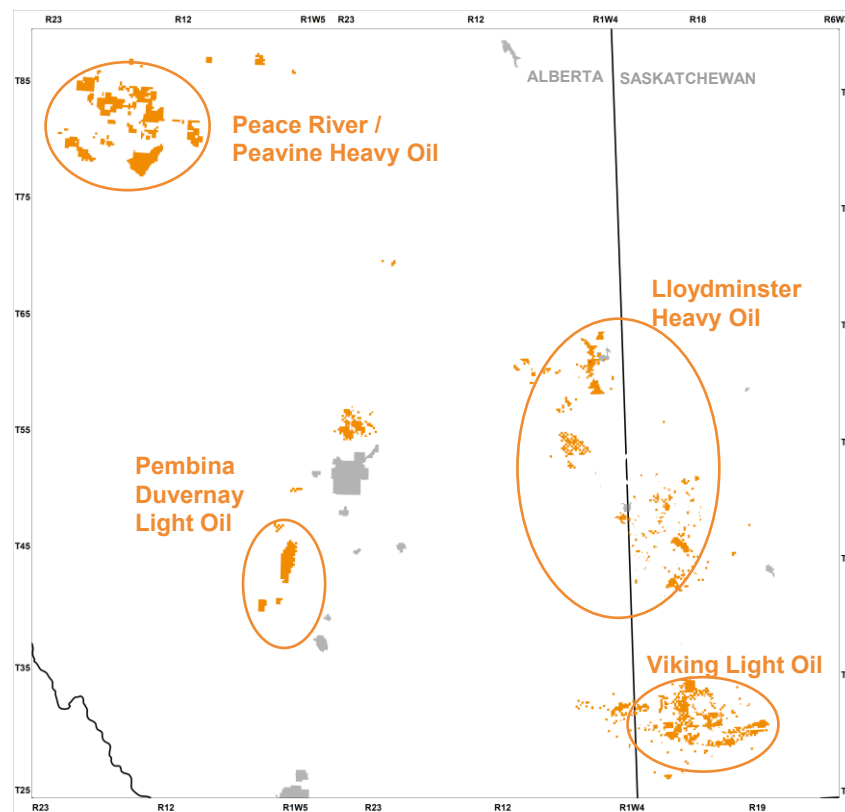 R23 R12 R1W5 R23 R12 R1W4 R18 R6W3
T85
ALBERTA SASKATCHEWAN
Peace River /
Peavine Heavy Oil
T75
Lloydminster
Heavy Oil
T65
T55
Pembina
Duvernay
Light Oil
T45
Viking Light Oil
T35
T25
R23 R12 R1W5 R23 R12 R1W4 R19